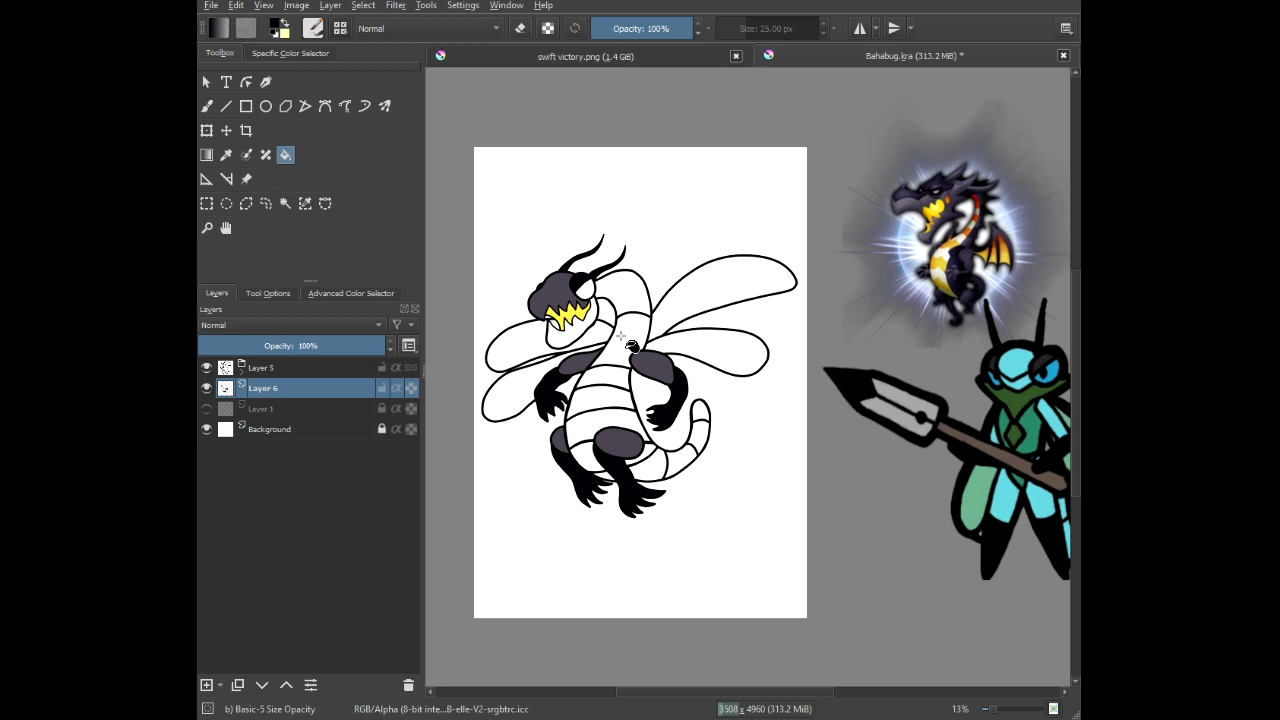 File Edit View Image Layer Select Filter Tools Settings Window Help
Normal Opacity: 100% Size: 25.00 px
Toolbox Specific Color Selector swift victory.png (1.4 GiB) Bahabug.kra (313.2 MiB) *
Layers Tool Options Advanced Color Selector
Layers
Normal
Opacity: 100%
Layer 5
Layer 6
Layer 1
Background
b) Basic-5 Size Opacity RGB/Alpha (8-bit inte...B-elle-V2-srgbtrc.icc 3508 x 4960 (313.2 MiB) 13%